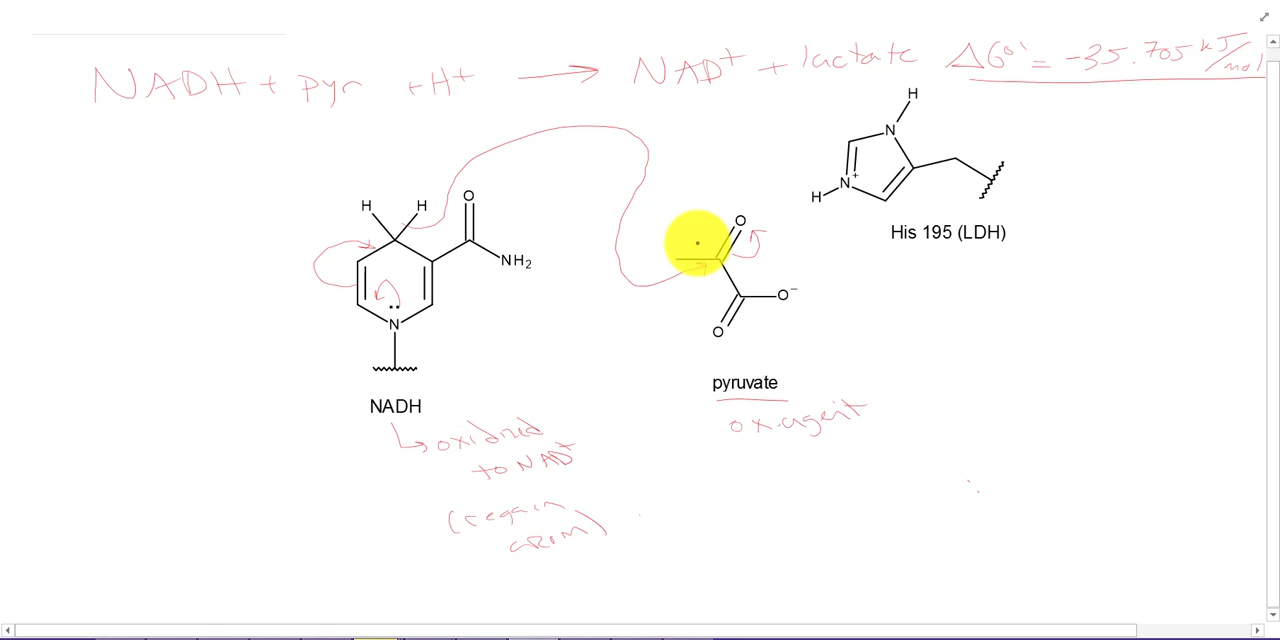 NADH + pyr + H+ → NAD+ + lactate ΔG°' = -35.705 kJ/mol
H
N
H N +
His 195 (LDH)
H H O
NH2
N
NADH
O
O−
O
pyruvate
ox. agent
↳ oxidized
to NAD+
(regain
arom)